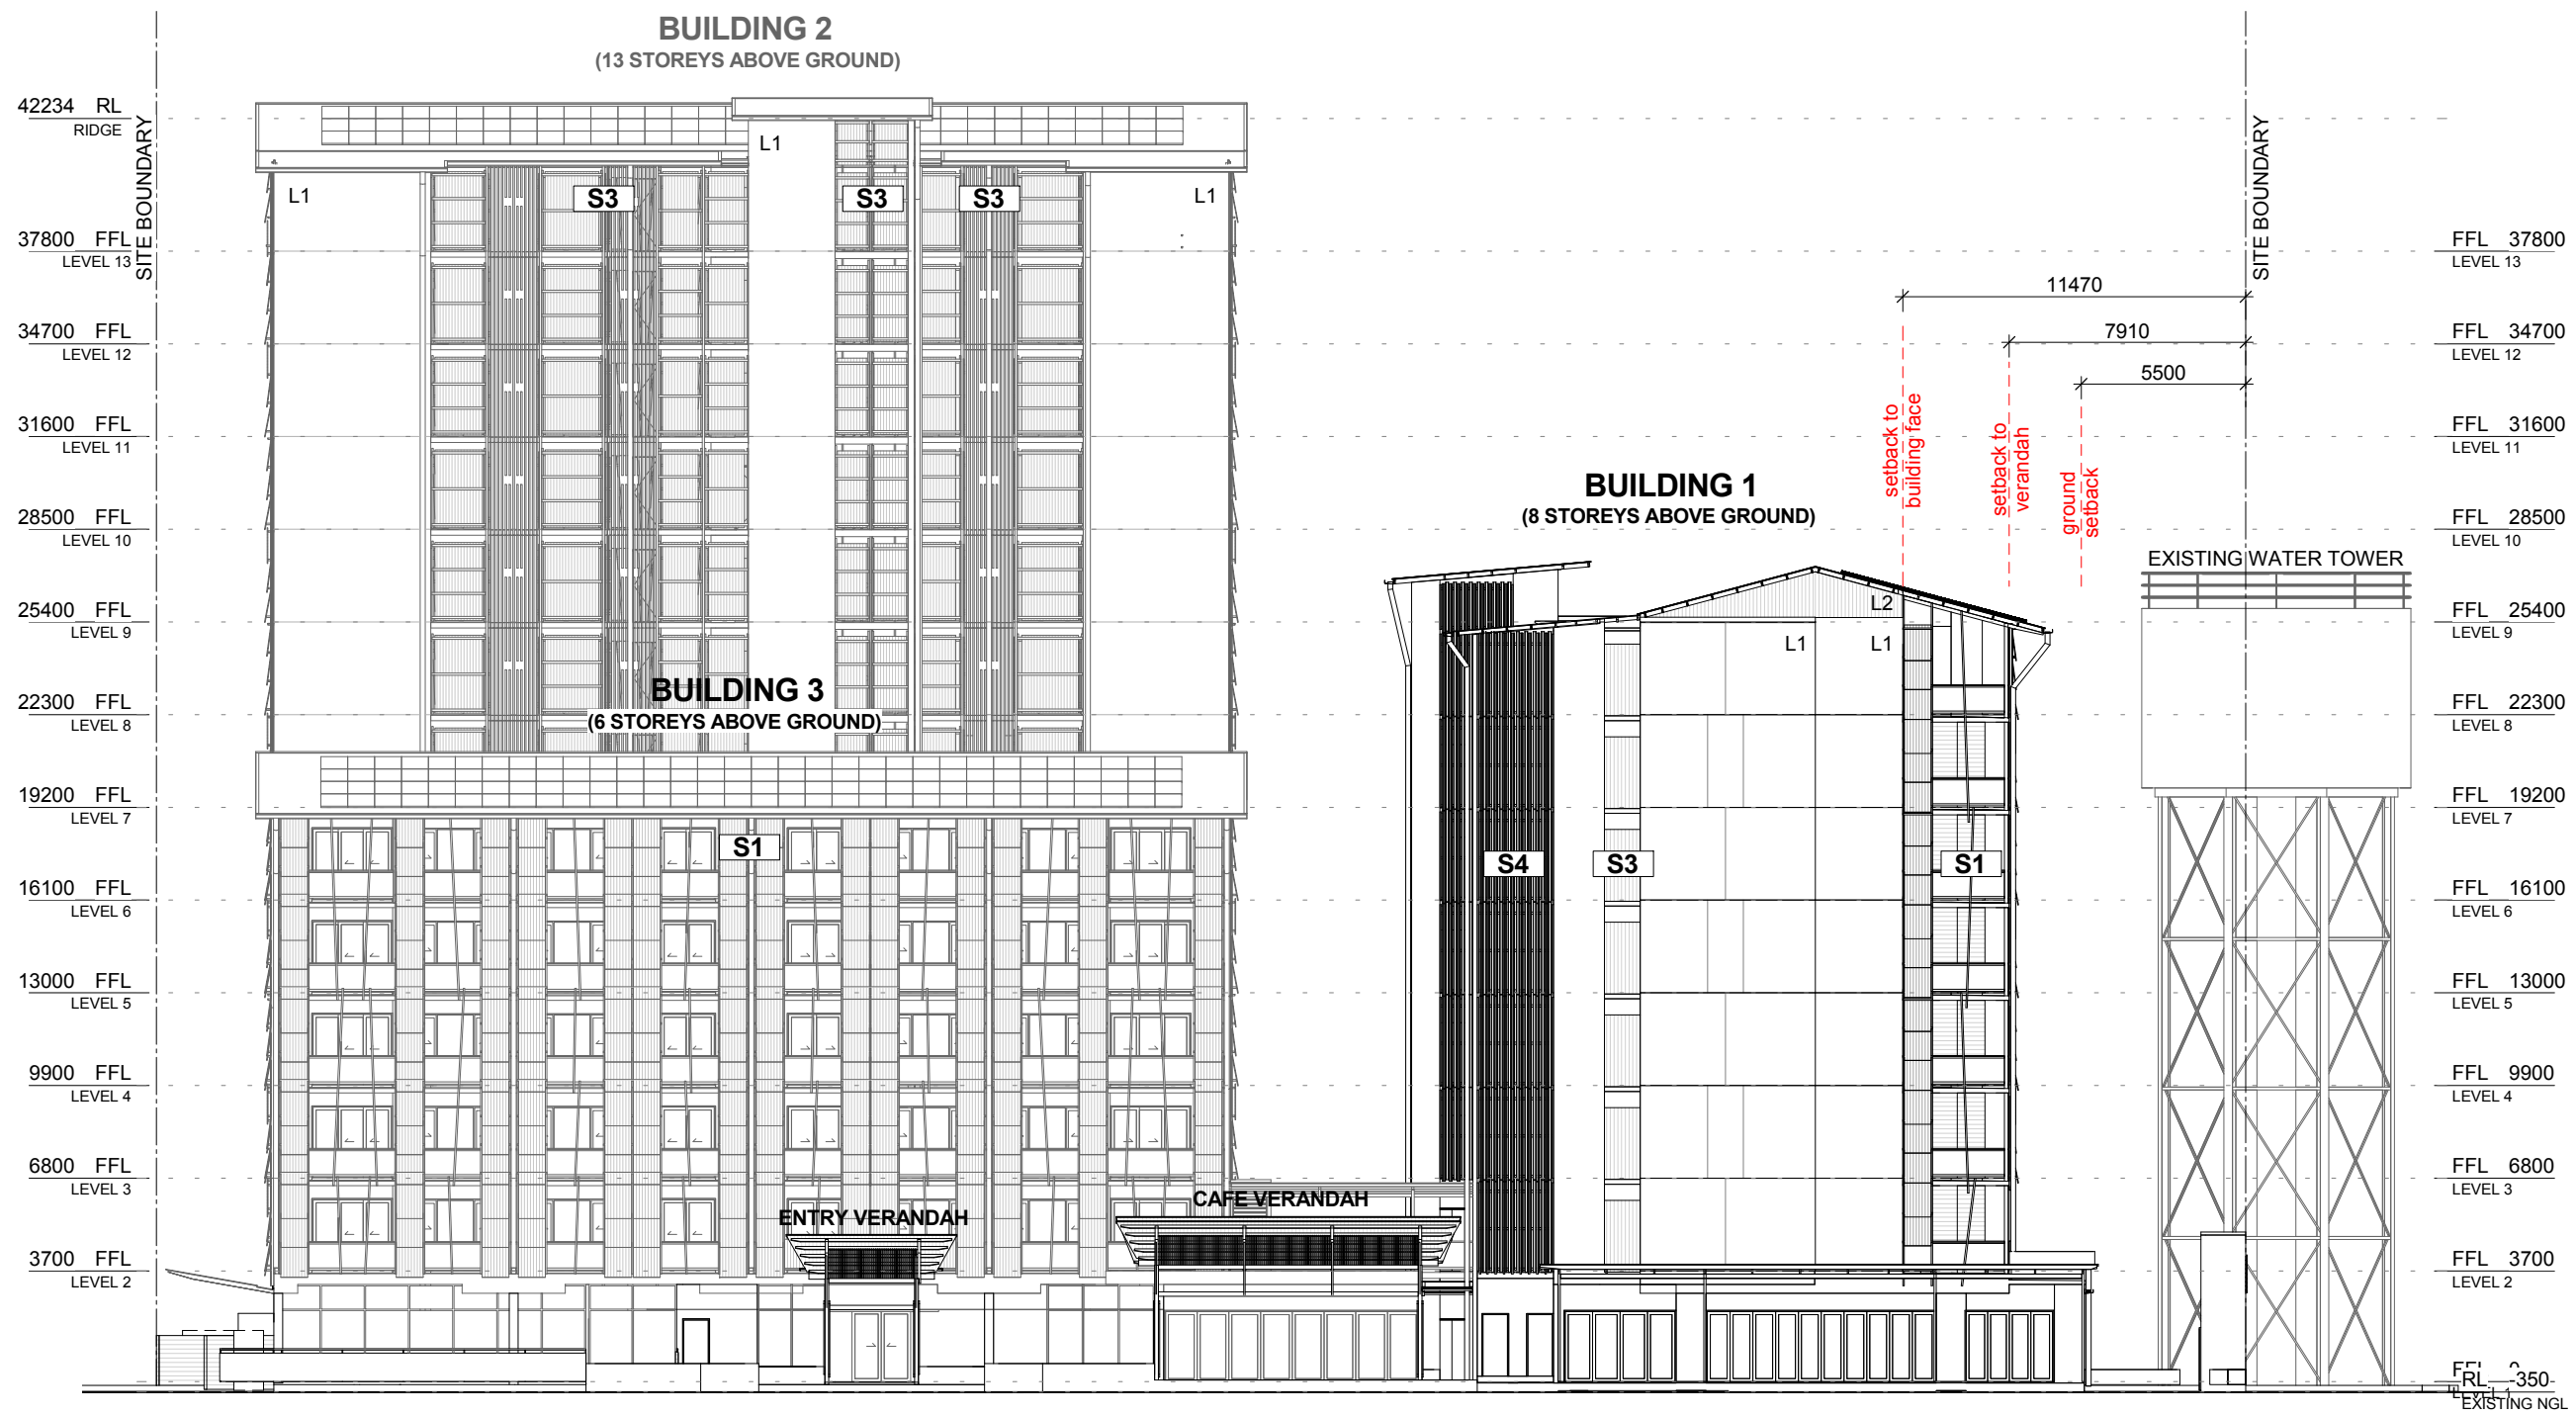 BUILDING 2
(13 STOREYS ABOVE GROUND)
42234 RL
RIDGE
SITE BOUNDARY
SITE BOUNDARY
L1
L1
L1
S3
S3
S3
37800 FFL
LEVEL 13
FFL 37800
LEVEL 13
11470
34700 FFL
LEVEL 12
7910
FFL 34700
LEVEL 12
5500
31600 FFL
LEVEL 11
FFL 31600
LEVEL 11
setback to
building face
setback to
verandah
ground
setback
BUILDING 1
(8 STOREYS ABOVE GROUND)
28500 FFL
LEVEL 10
FFL 28500
LEVEL 10
EXISTING WATER TOWER
25400 FFL
LEVEL 9
L2
L1
L1
FFL 25400
LEVEL 9
BUILDING 3
(6 STOREYS ABOVE GROUND)
22300 FFL
LEVEL 8
FFL 22300
LEVEL 8
19200 FFL
LEVEL 7
FFL 19200
LEVEL 7
S1
S4
S3
S1
16100 FFL
LEVEL 6
FFL 16100
LEVEL 6
13000 FFL
LEVEL 5
FFL 13000
LEVEL 5
9900 FFL
LEVEL 4
FFL 9900
LEVEL 4
6800 FFL
LEVEL 3
FFL 6800
LEVEL 3
CAFE VERANDAH
ENTRY VERANDAH
3700 FFL
LEVEL 2
FFL 3700
LEVEL 2
FFL 0
RL -350
LEVEL 1
EXISTING NGL